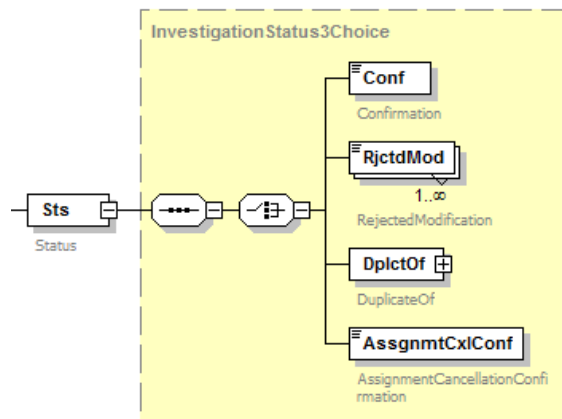 InvestigationStatus3Choice
Conf
Confirmation
RjctdMod
1..∞
RejectedModification
Sts
Status
DplctOf
DuplicateOf
AssgnmtCxlConf
AssignmentCancellationConfi
rmation